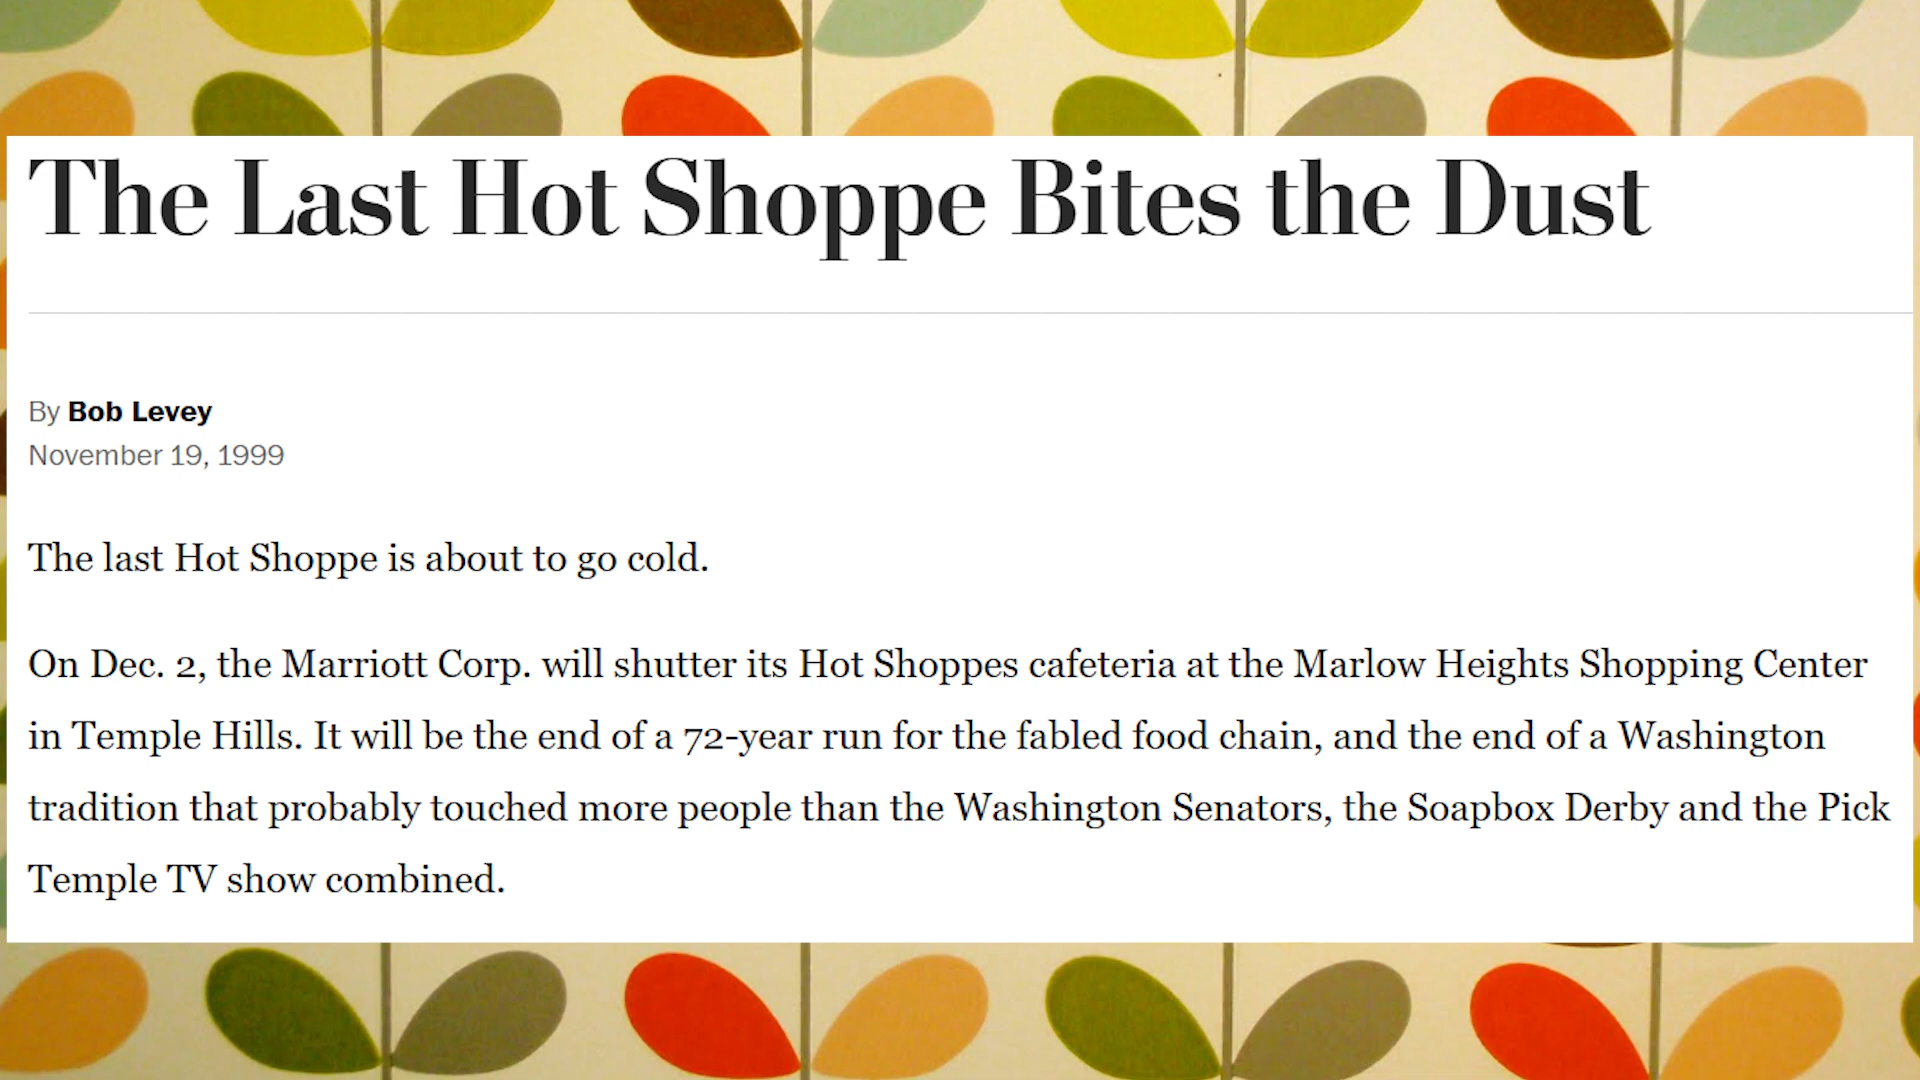 The Last Hot Shoppe Bites the Dust
By Bob Levey
November 19, 1999
The last Hot Shoppe is about to go cold.
On Dec. 2, the Marriott Corp. will shutter its Hot Shoppes cafeteria at the Marlow Heights Shopping Center
in Temple Hills. It will be the end of a 72-year run for the fabled food chain, and the end of a Washington
tradition that probably touched more people than the Washington Senators, the Soapbox Derby and the Pick
Temple TV show combined.